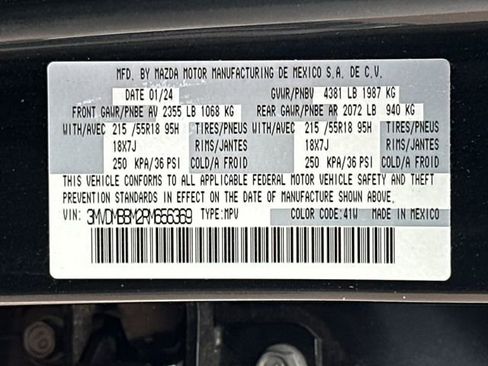 MFD. BY MAZDA MOTOR MANUFACTURING DE MEXICO S.A. DE C.V.
DATE 01/24 GVWR/PNBV 4381 LB 1987 KG
FRONT GAWR/PNBE AV 2355 LB 1068 KG REAR GAWR/PNBE AR 2072 LB 940 KG
WITH/AVEC 215 /55R18 95H TIRES/PNEUS WITH/AVEC 215 /55R18 95H TIRES/PNEUS
18X7J RIMS/JANTES 18X7J RIMS/JANTES
250 KPA/36 PSI COLD/A FROID 250 KPA/36 PSI COLD/A FROID
THIS VEHICLE CONFORMS TO ALL APPLICABLE FEDERAL MOTOR VEHICLE SAFETY AND THEFT
PREVENTION STANDARDS IN EFFECT ON THE DATE OF MANUFACTURE SHOWN ABOVE.
VIN: 3MVDMBBM2RM656369 TYPE:MPV COLOR CODE:41W MADE IN MEXICO